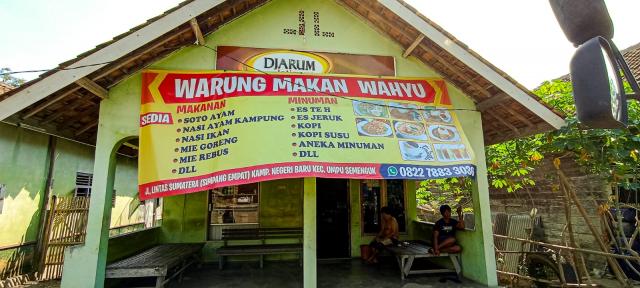 DJARUM
WARUNG MAKAN WAHYU
SEDIA
MAKANAN
SOTO AYAM
NASI AYAM KAMPUNG
NASI IKAN
MIE GORENG
MIE REBUS
DLL
MINUMAN
ES TE H
ES JERUK
KOPI
KOPI SUSU
ANEKA MINUMAN
DLL
JL. LINTAS SUMATERA (SIMPANG EMPAT) KAMP. NEGERI BARU KEC. UMPU SEMENGUK
0822 7883 3080